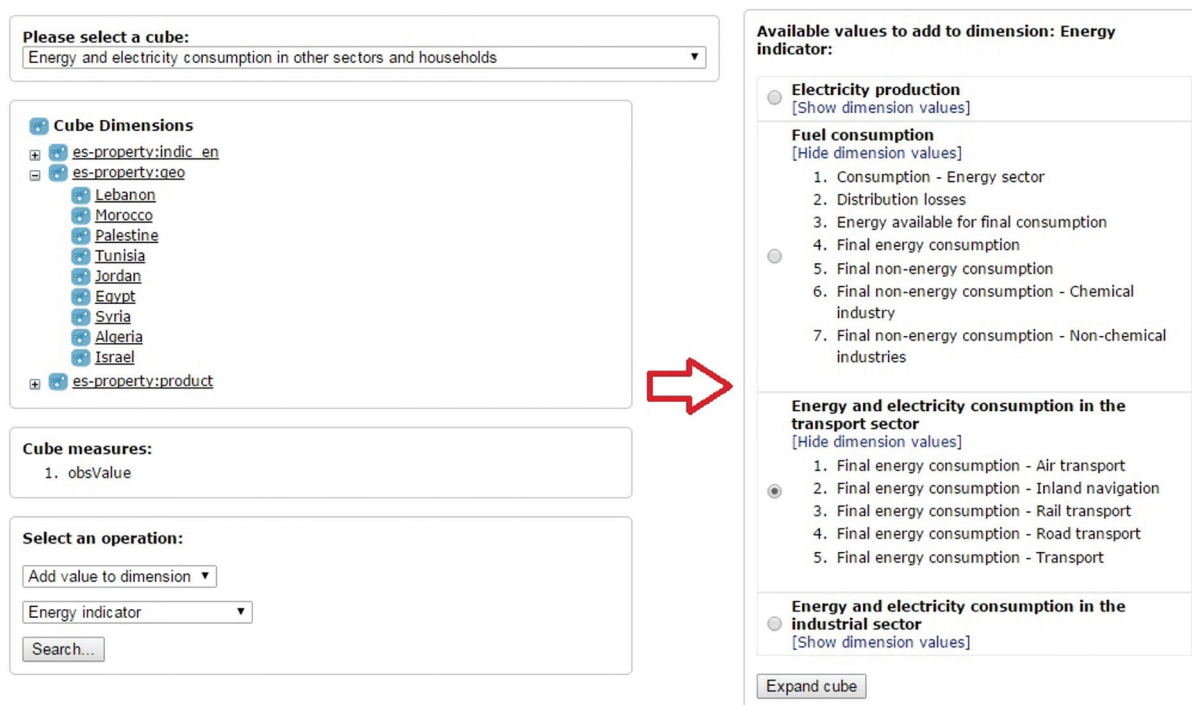 Please select a cube:
Energy and electricity consumption in other sectors and households
Cube Dimensions
es-property:indic_en
es-property:geo
Lebanon
Morocco
Palestine
Tunisia
Jordan
Egypt
Syria
Algeria
Israel
es-property:product
Cube measures:
1. obsValue
Select an operation:
Add value to dimension
Energy indicator
Search...
Available values to add to dimension: Energy
indicator:
Electricity production
[Show dimension values]
Fuel consumption
[Hide dimension values]
1. Consumption - Energy sector
2. Distribution losses
3. Energy available for final consumption
4. Final energy consumption
5. Final non-energy consumption
6. Final non-energy consumption - Chemical
industry
7. Final non-energy consumption - Non-chemical
industries
Energy and electricity consumption in the
transport sector
[Hide dimension values]
1. Final energy consumption - Air transport
2. Final energy consumption - Inland navigation
3. Final energy consumption - Rail transport
4. Final energy consumption - Road transport
5. Final energy consumption - Transport
Energy and electricity consumption in the
industrial sector
[Show dimension values]
Expand cube